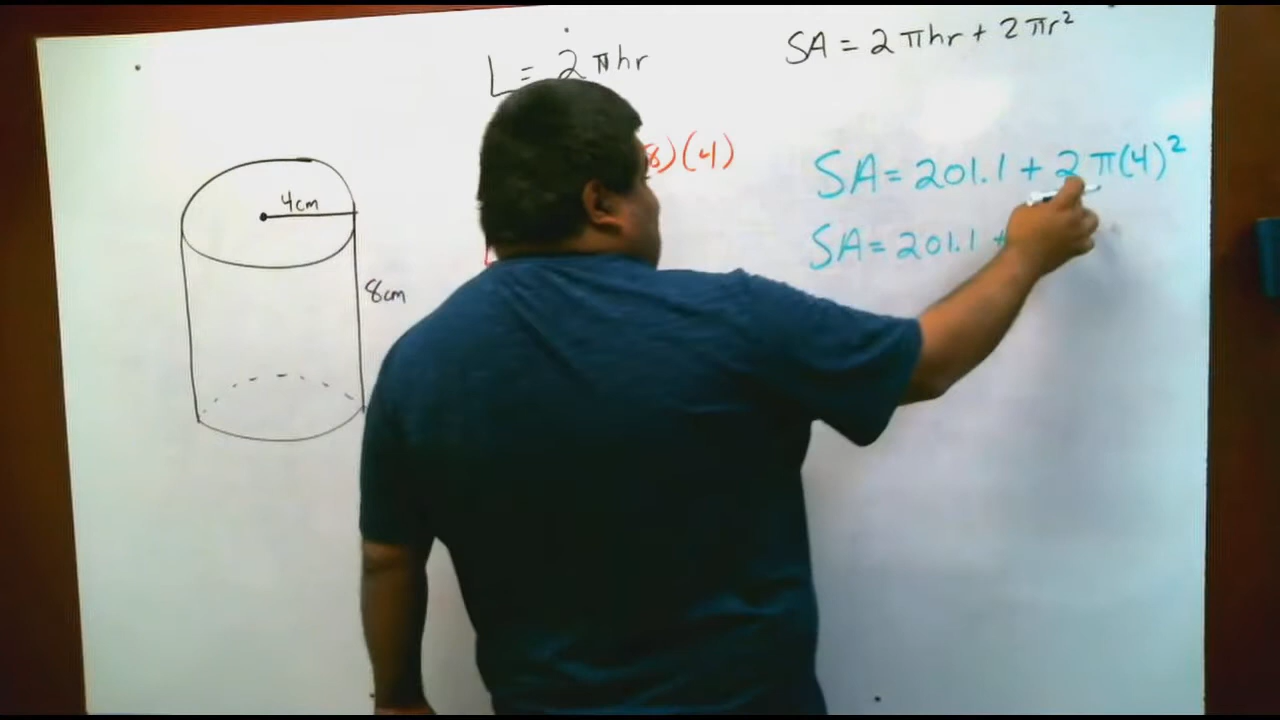 L = 2πhr
SA = 2πhr + 2πr²
8)(4)
SA = 201.1 + 2π(4)²
SA = 201.1 +
4cm
8cm